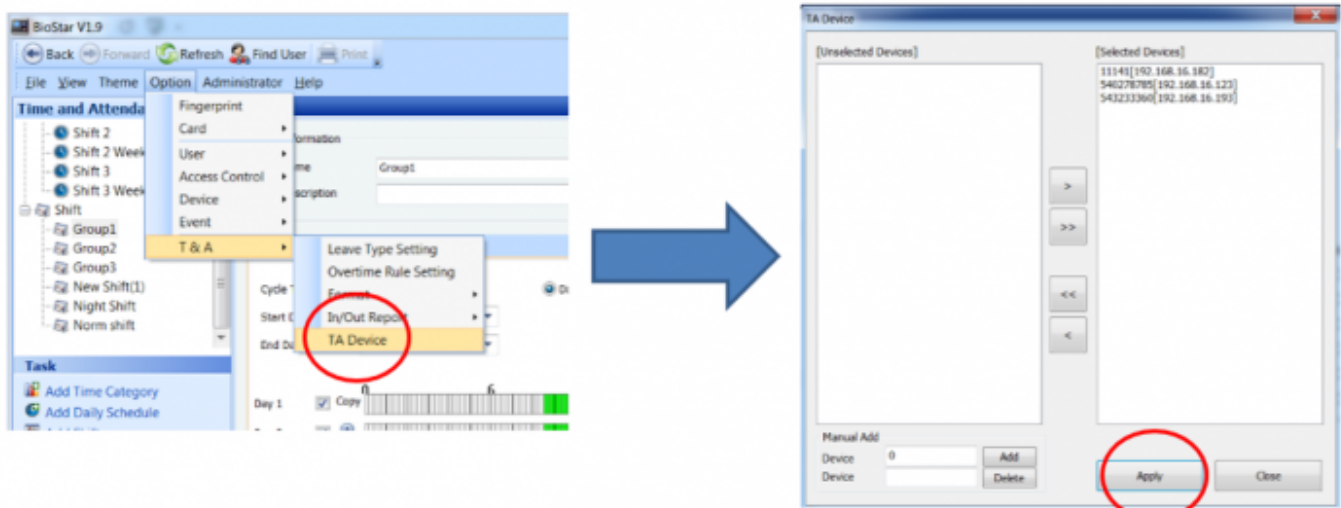 BioStar V1.9
Back Forward Refresh Find User Print
File View Theme Option Administrator Help
Time and Attenda
Shift 2
Shift 2 Week
Shift 3
Shift 3 Week
Shift
Group1
Group2
Group3
New Shift(1)
Night Shift
Norm shift
Task
Add Time Category
Add Daily Schedule
Fingerprint
Card
User
Access Control
Device
Event
T & A
Leave Type Setting
Overtime Rule Setting
Format
In/Out Report
TA Device
ormation
me Group1
scription
Cycle
Start D
End Da
0 6
Day 1 Copy
TA Device
[Unselected Devices] [Selected Devices]
11141[192.168.16.182]
540278785[192.168.16.123]
543233360[192.168.16.193]
>
>>
<<
<
Manual Add
Device 0 Add
Device Delete
Apply Close